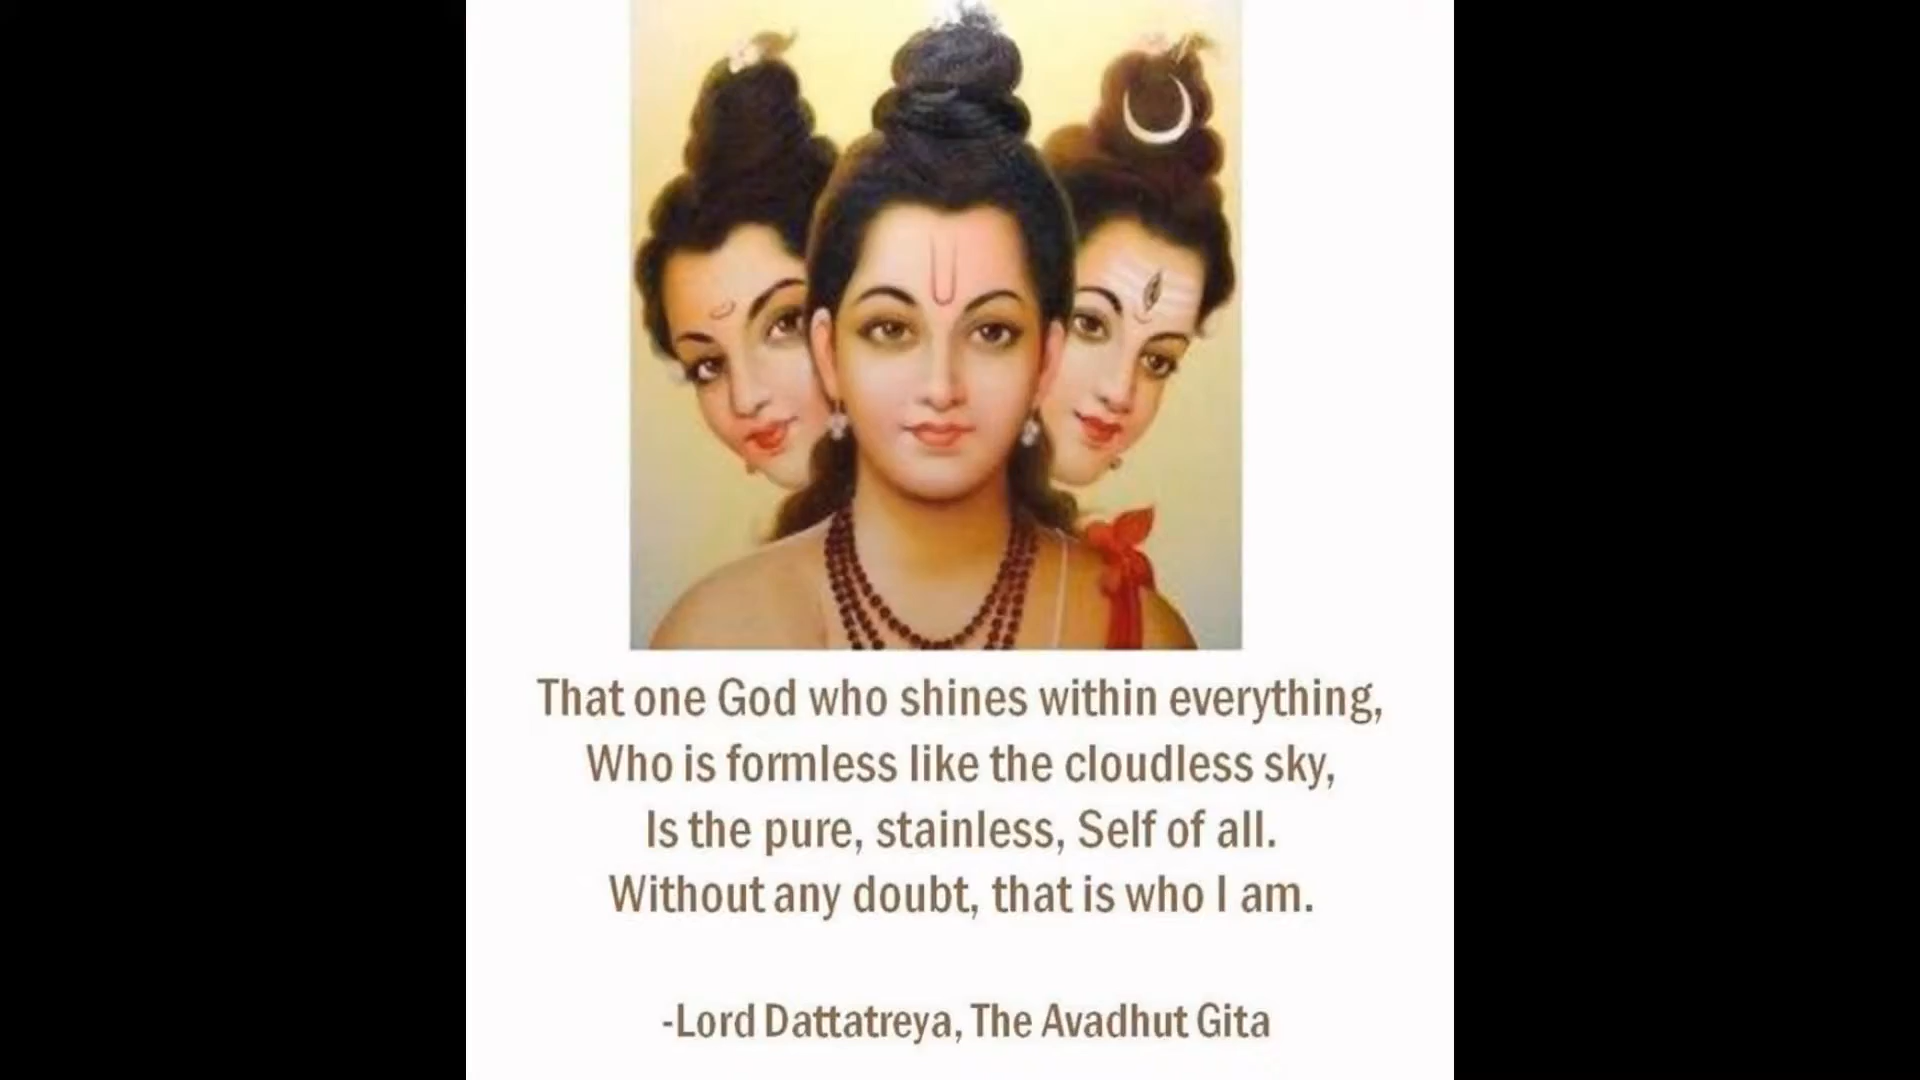 That one God who shines within everything,
Who is formless like the cloudless sky,
Is the pure, stainless, Self of all.
Without any doubt, that is who I am.
-Lord Dattatreya, The Avadhut Gita